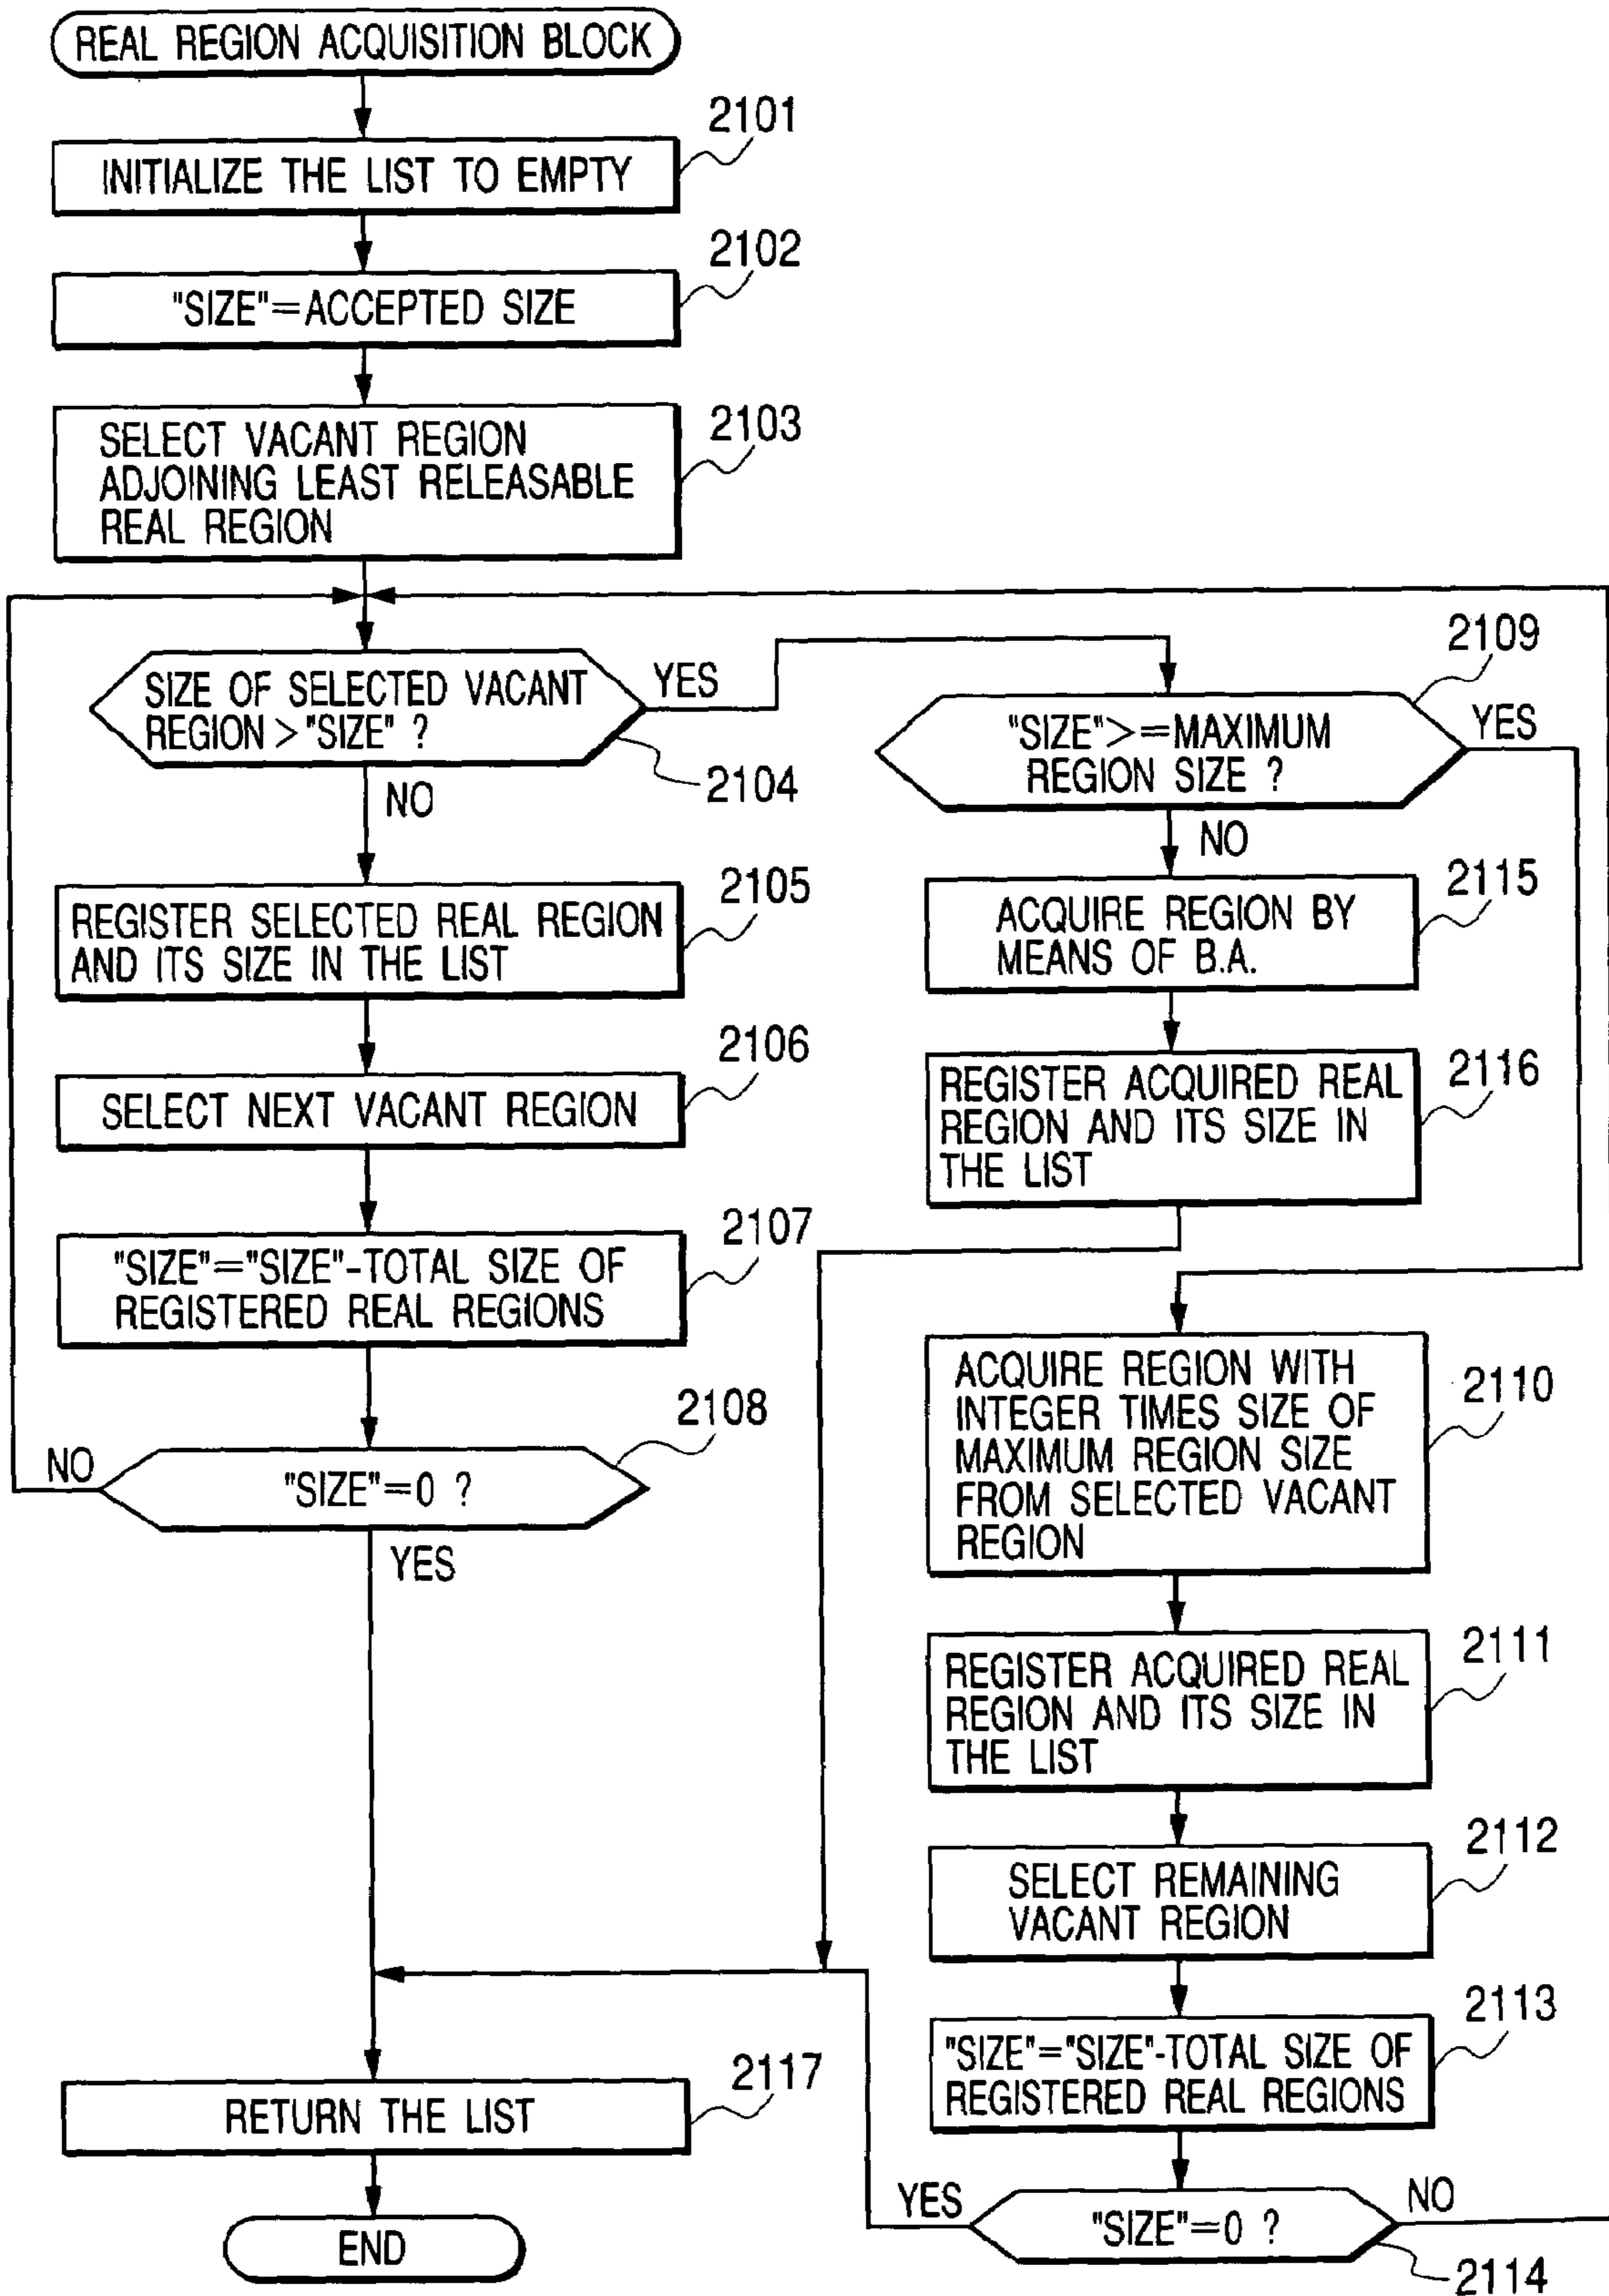 REAL REGION ACQUISITION BLOCK
2101
INITIALIZE THE LIST TO EMPTY
2102
"SIZE"=ACCEPTED SIZE
2103
SELECT VACANT REGION
ADJOINING LEAST RELEASABLE
REAL REGION
SIZE OF SELECTED VACANT
REGION > "SIZE" ?
YES
2104
NO
2105
REGISTER SELECTED REAL REGION
AND ITS SIZE IN THE LIST
2106
SELECT NEXT VACANT REGION
2107
"SIZE"="SIZE"-TOTAL SIZE OF
REGISTERED REAL REGIONS
2108
NO
"SIZE"=0 ?
YES
2109
"SIZE">=MAXIMUM
REGION SIZE ?
YES
NO
2115
ACQUIRE REGION BY
MEANS OF B.A.
2116
REGISTER ACQUIRED REAL
REGION AND ITS SIZE IN
THE LIST
2110
ACQUIRE REGION WITH
INTEGER TIMES SIZE OF
MAXIMUM REGION SIZE
FROM SELECTED VACANT
REGION
2111
REGISTER ACQUIRED REAL
REGION AND ITS SIZE IN
THE LIST
2112
SELECT REMAINING
VACANT REGION
2113
"SIZE"="SIZE"-TOTAL SIZE OF
REGISTERED REAL REGIONS
YES
"SIZE"=0 ?
NO
2114
2117
RETURN THE LIST
END